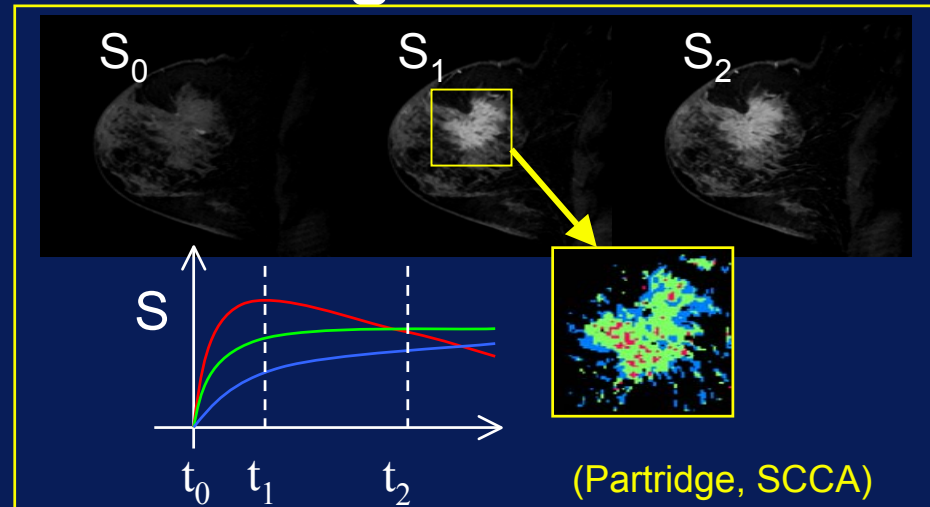 S₀ S₁ S₂
S
t₀ t₁ t₂
(Partridge, SCCA)